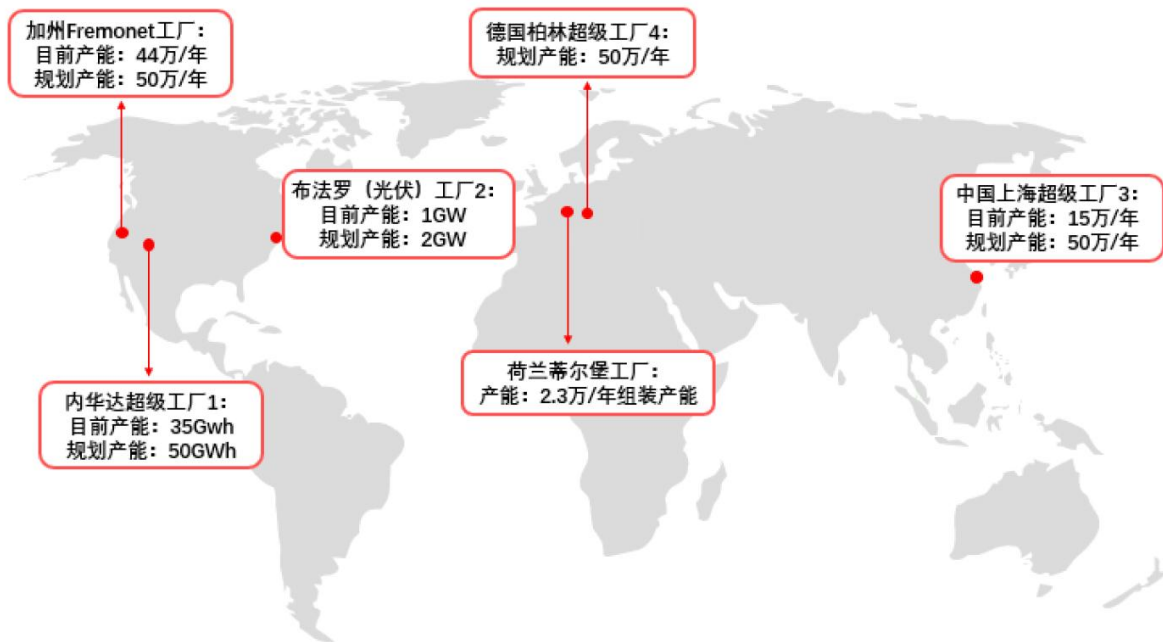 加州Fremonet工厂：
目前产能：44万/年
规划产能：50万/年
德国柏林超级工厂4：
规划产能：50万/年
布法罗（光伏）工厂2：
目前产能：1GW
规划产能：2GW
中国上海超级工厂3：
目前产能：15万/年
规划产能：50万/年
内华达超级工厂1：
目前产能：35Gwh
规划产能：50GWh
荷兰蒂尔堡工厂：
产能：2.3万/年组装产能